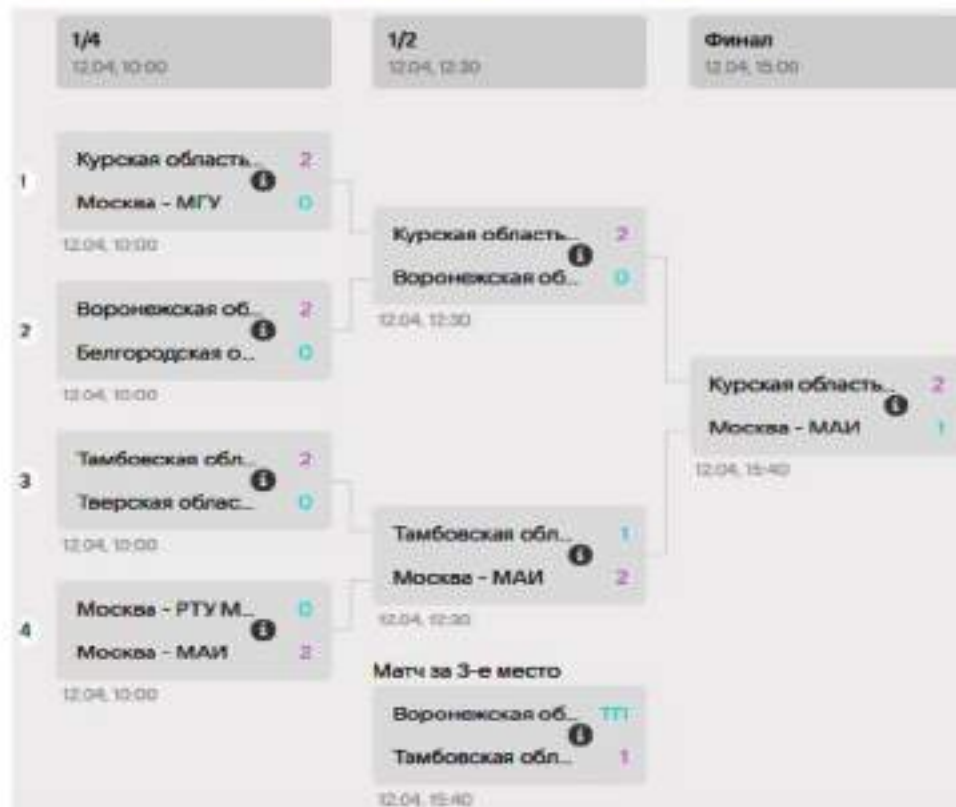 1/4
12.04, 10:00
1/2
12.04, 12:30
Финал
12.04, 15:00
1
Курская область... 2
Москва - МГУ 0
12.04, 10:00
2
Воронежская об... 2
Белгородская о... 0
12.04, 10:00
3
Тамбовская обл... 2
Тверская облас... 0
12.04, 10:00
4
Москва - РТУ М... 0
Москва - МАИ 2
12.04, 10:00
Курская область... 2
Воронежская об... 0
12.04, 12:30
Тамбовская обл... 1
Москва - МАИ 2
12.04, 12:30
Матч за 3-е место
Воронежская об... ТП
Тамбовская обл... 1
12.04, 15:40
Курская область... 2
Москва - МАИ 1
12.04, 15:40